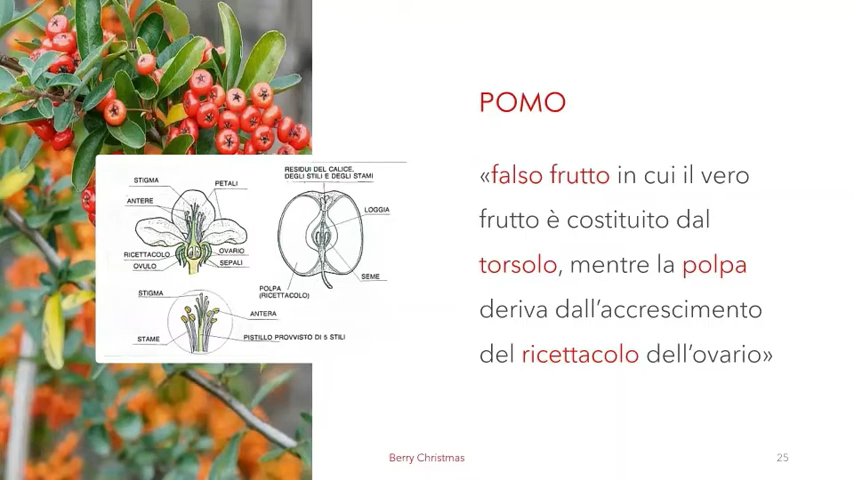 POMO
«falso frutto in cui il vero
frutto è costituito dal
torsolo, mentre la polpa
deriva dall’accrescimento
del ricettacolo dell’ovario»
STIGMA
PETALI
ANTERE
RICETTACOLO
OVULO
OVARIO
SEPALI
RESIDUI DEL CALICE,
DEGLI STILI E DEGLI STAMI
LOGGIA
SEME
POLPA
(RICETTACOLO)
STIGMA
ANTERA
STAME
PISTILLO PROVVISTO DI 5 STILI
Berry Christmas
25